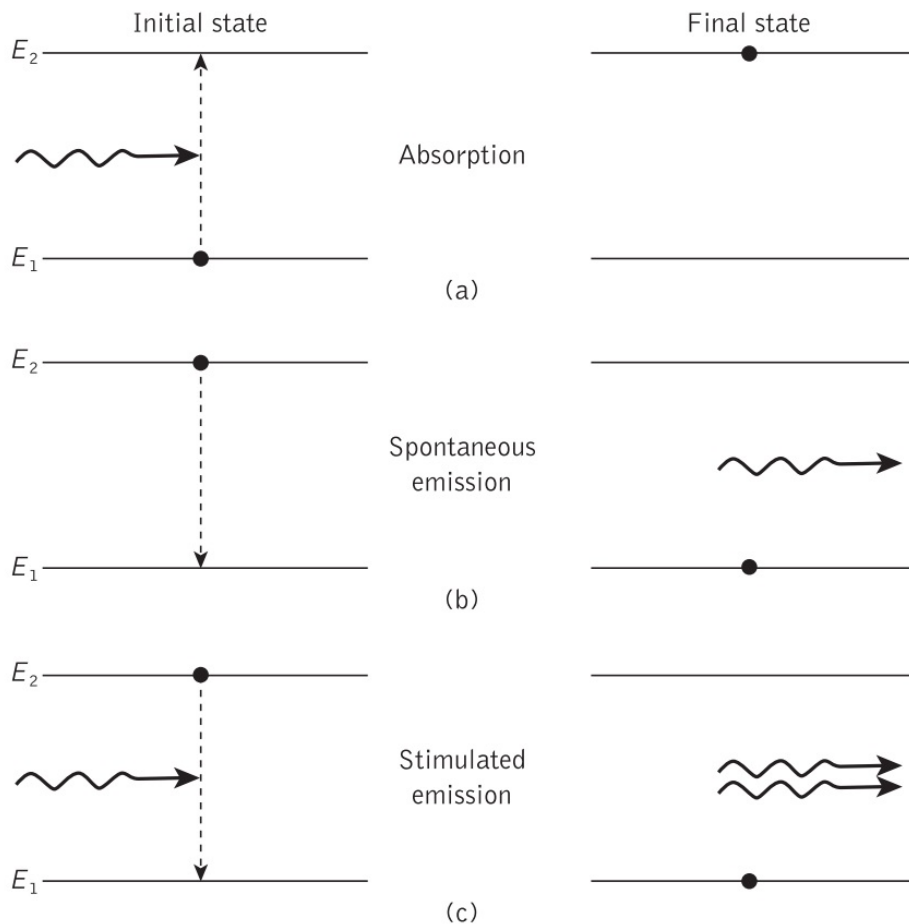 Initial state
Final state
E₂
Absorption
E₁
(a)
E₂
Spontaneous
emission
E₁
(b)
E₂
Stimulated
emission
E₁
(c)